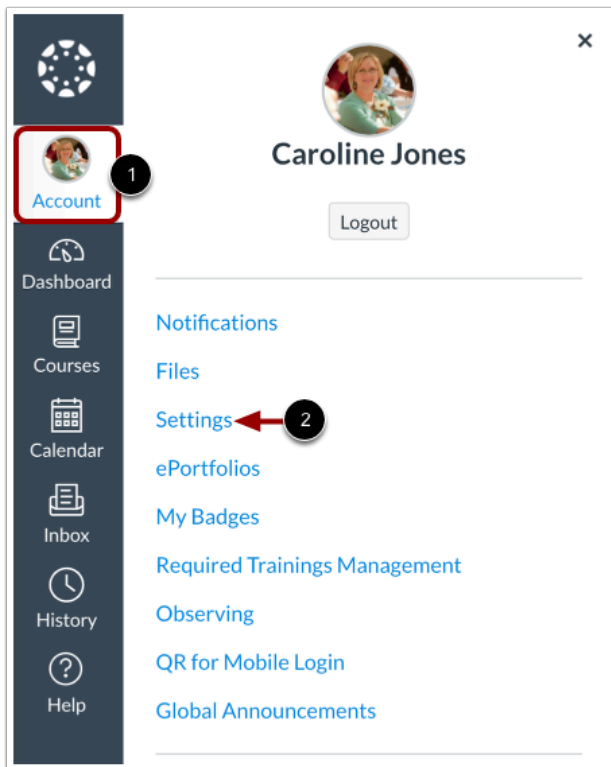 ×
Caroline Jones
Logout
1
Account
Dashboard
Courses
Calendar
Inbox
History
Help
Notifications
Files
Settings
2
ePortfolios
My Badges
Required Trainings Management
Observing
QR for Mobile Login
Global Announcements